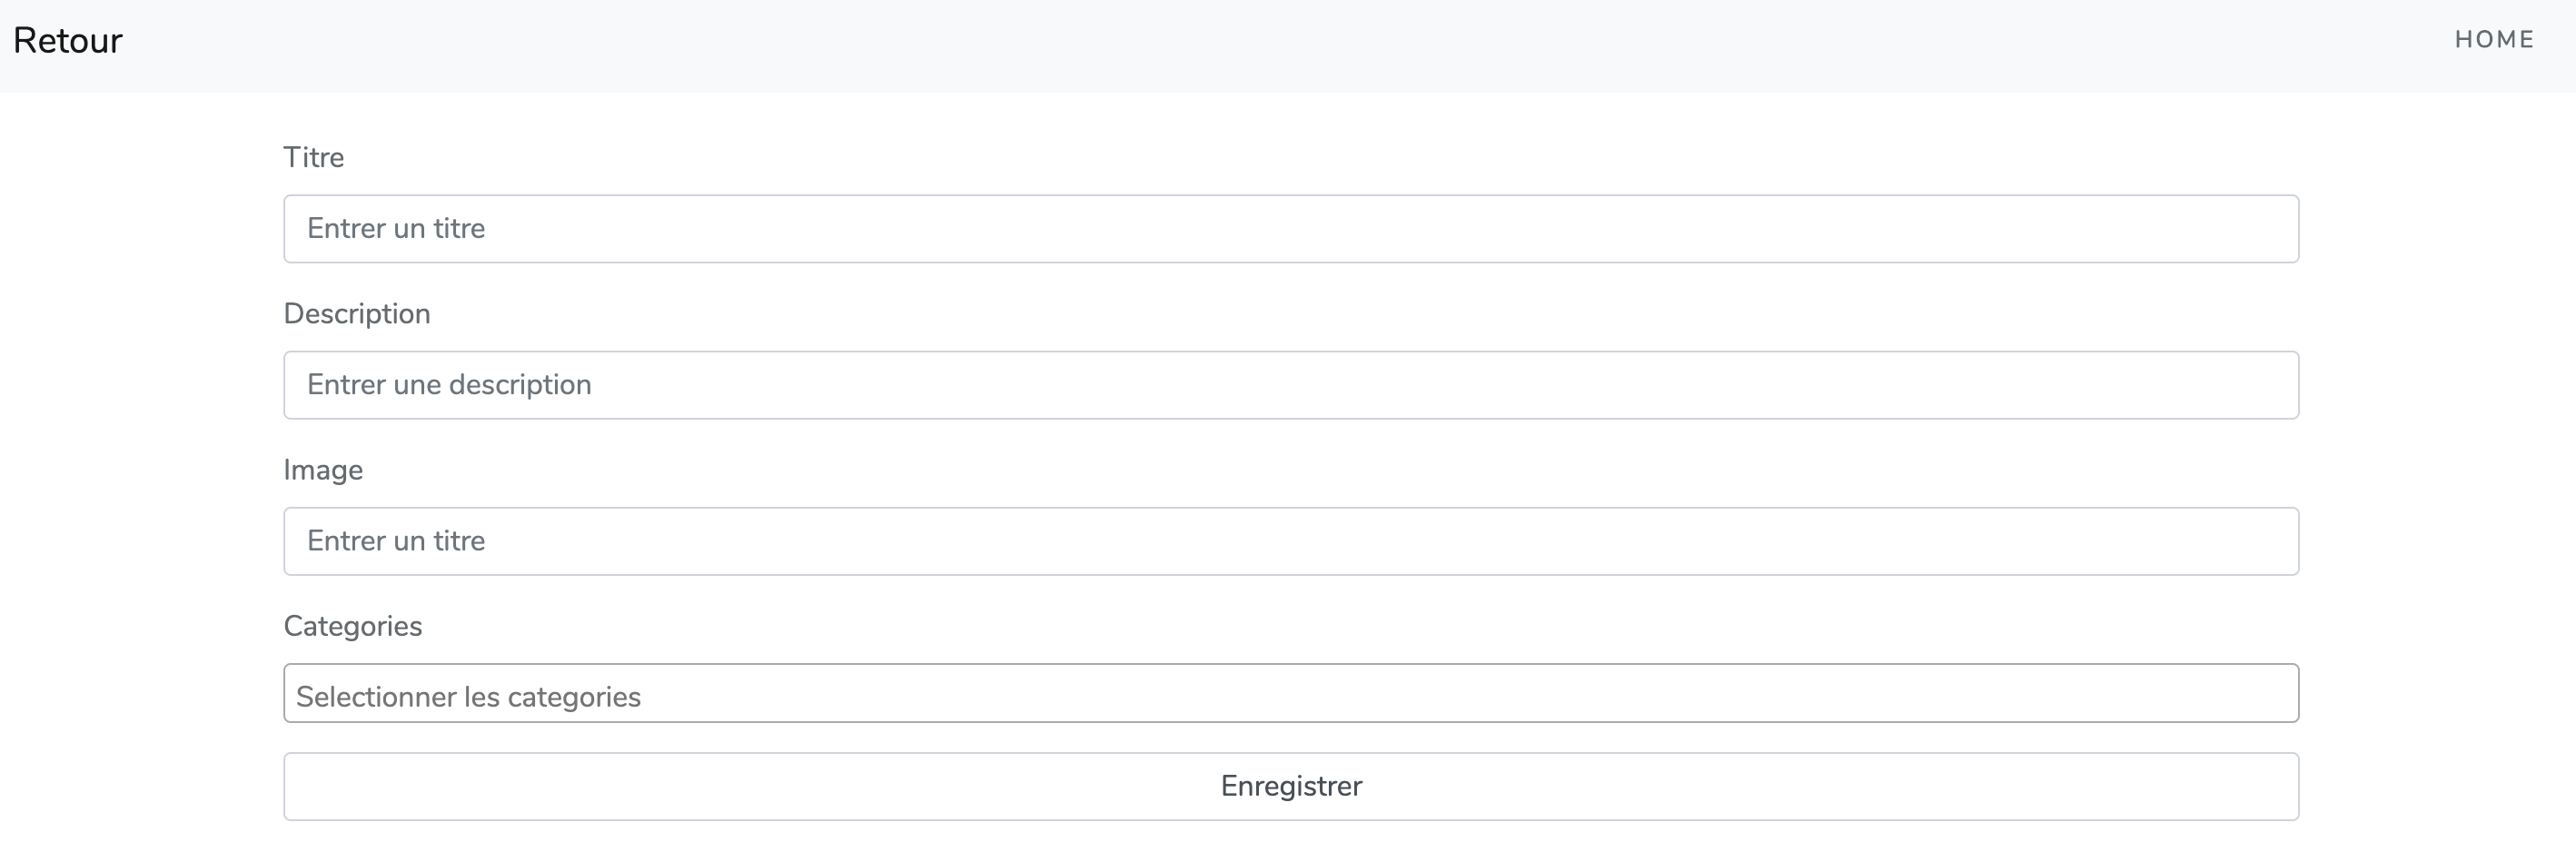 Retour
HOME
Titre
Entrer un titre
Description
Entrer une description
Image
Entrer un titre
Categories
Selectionner les categories
Enregistrer